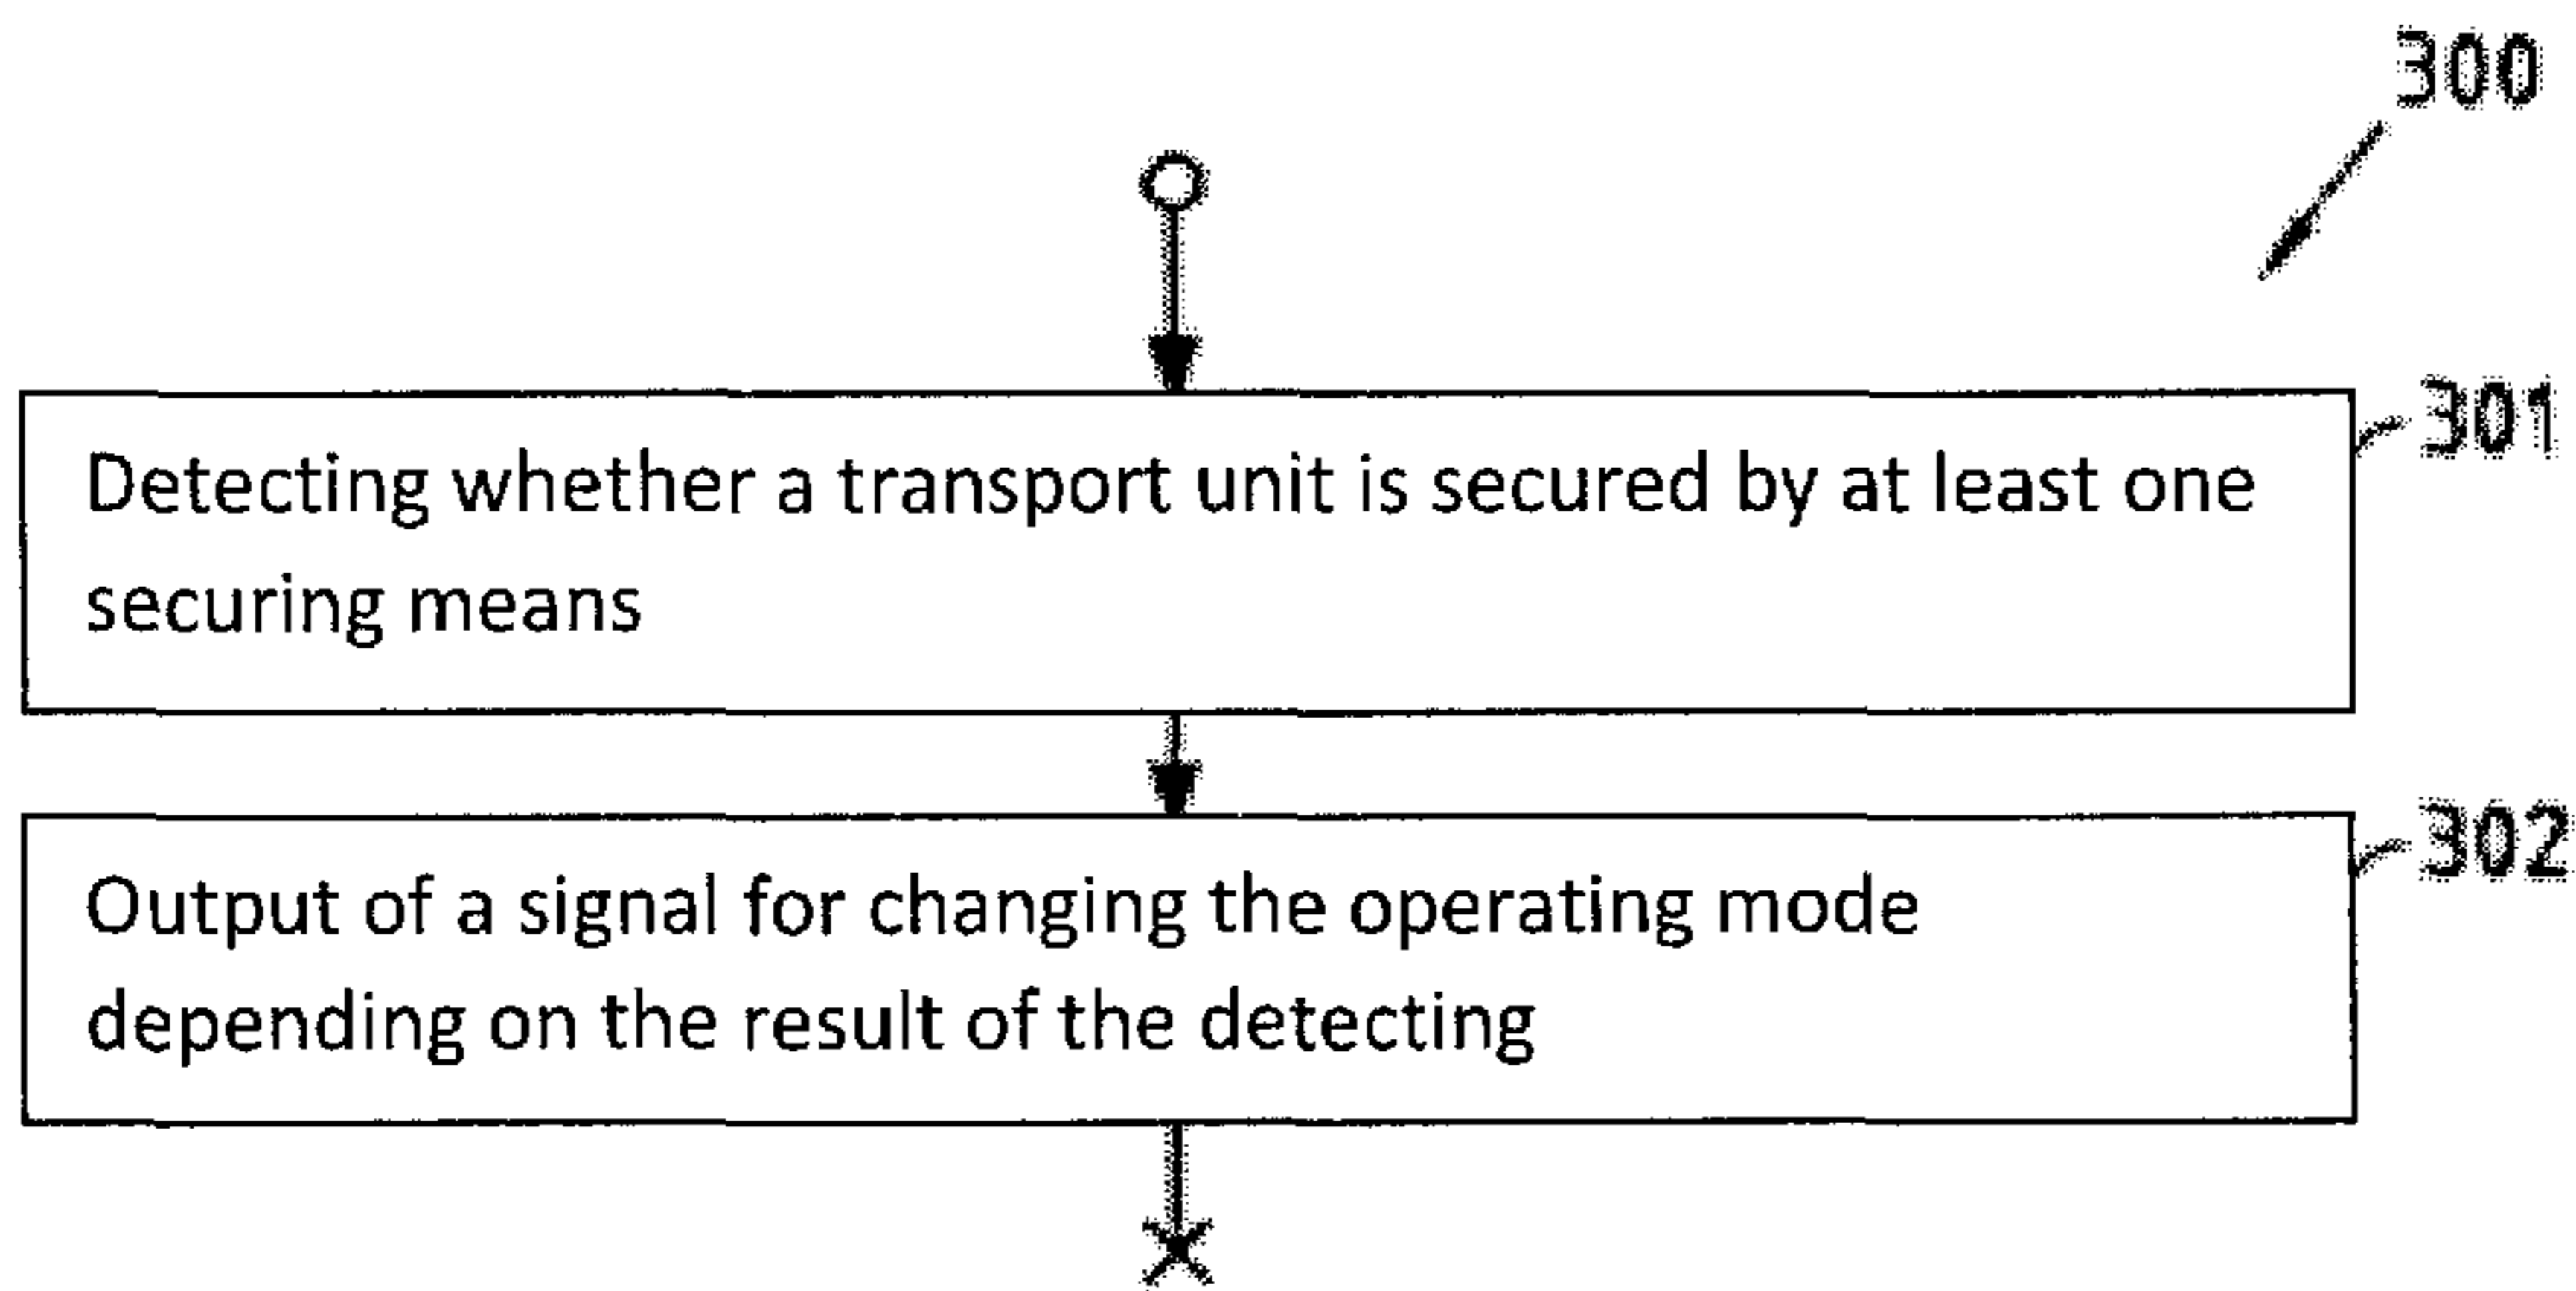 300
301
Detecting whether a transport unit is secured by at least one
securing means
302
Output of a signal for changing the operating mode
depending on the result of the detecting